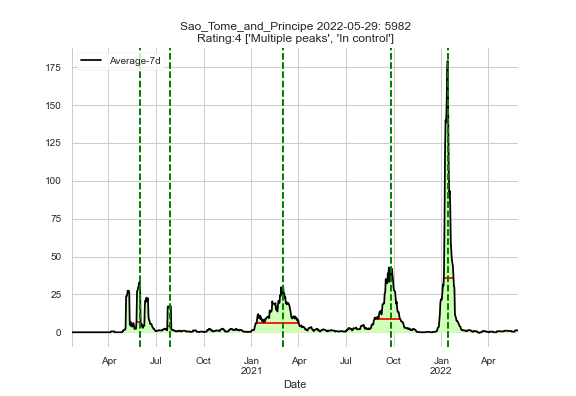 Sao_Tome_and_Principe 2022-05-29: 5982
Rating:4 ['Multiple peaks', 'In control']
Average-7d
175
150
125
100
75
50
25
0
Apr Jul Oct Jan Apr Jul Oct Jan Apr
2021 2022
Date